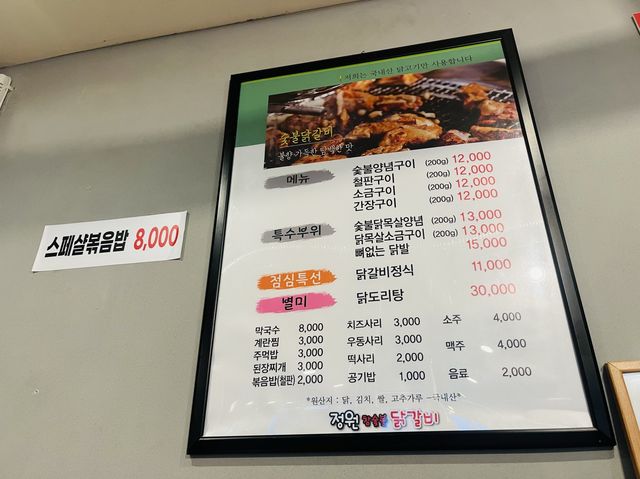 저희는 국내산 닭고기만 사용합니다
숯불닭갈비
불향 가득한 담백한 맛
메뉴
숯불양념구이 (200g) 12,000
철판구이 (200g) 12,000
소금구이 (200g) 12,000
간장구이 (200g) 12,000
특수부위
숯불닭목살양념 (200g) 13,000
닭목살소금구이 (200g) 13,000
뼈없는 닭발 15,000
점심특선 닭갈비정식 11,000
별미 닭도리탕 30,000
막국수 8,000
계란찜 3,000
주먹밥 3,000
된장찌개 3,000
볶음밥(철판) 2,000
치즈사리 3,000
우동사리 3,000
떡사리 2,000
공기밥 1,000
소주 4,000
맥주 4,000
음료 2,000
*원산지 : 닭, 김치, 쌀, 고추가루 -국내산*
정원 참숯불 닭갈비
스페샬볶음밥 8,000